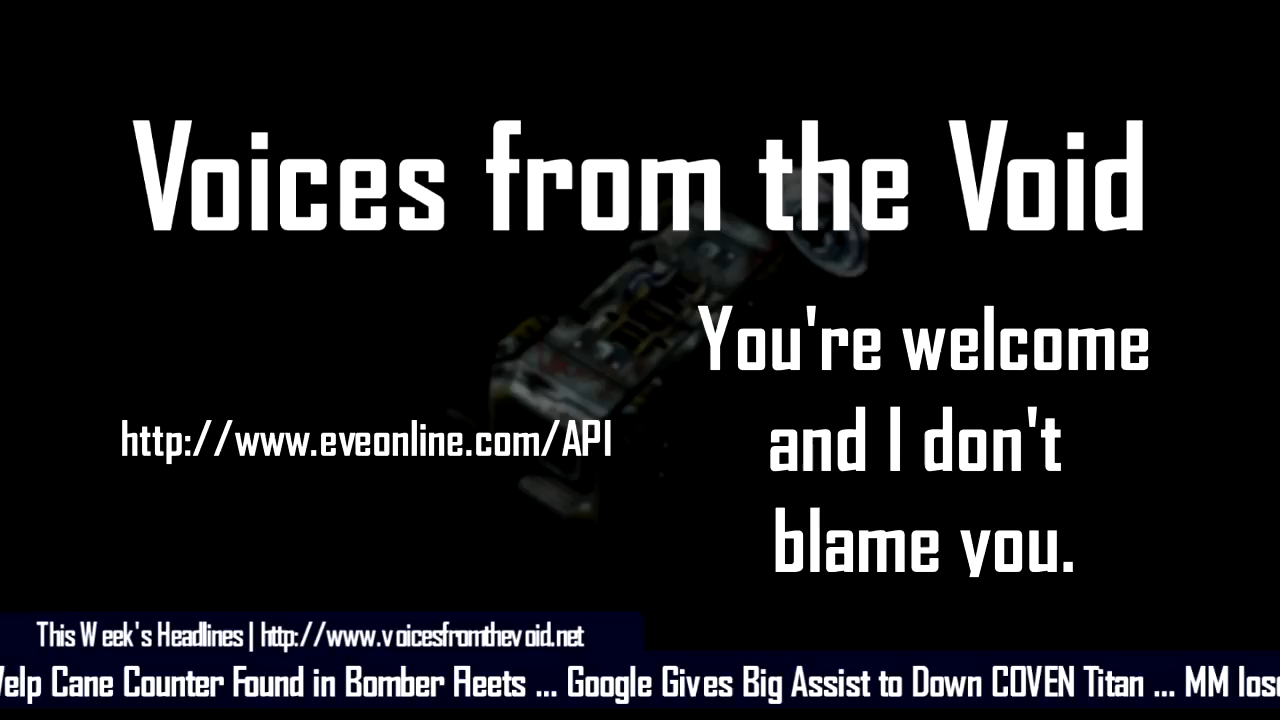 Voices from the Void
You're welcome
and I don't
blame you.
http://www.eveonline.com/API
This Week's Headlines | http://www.voicesfromthevoid.net
Cane Counter Found in Bomber Fleets ... Google Gives Big Assist to Down COVEN Titan ... MM